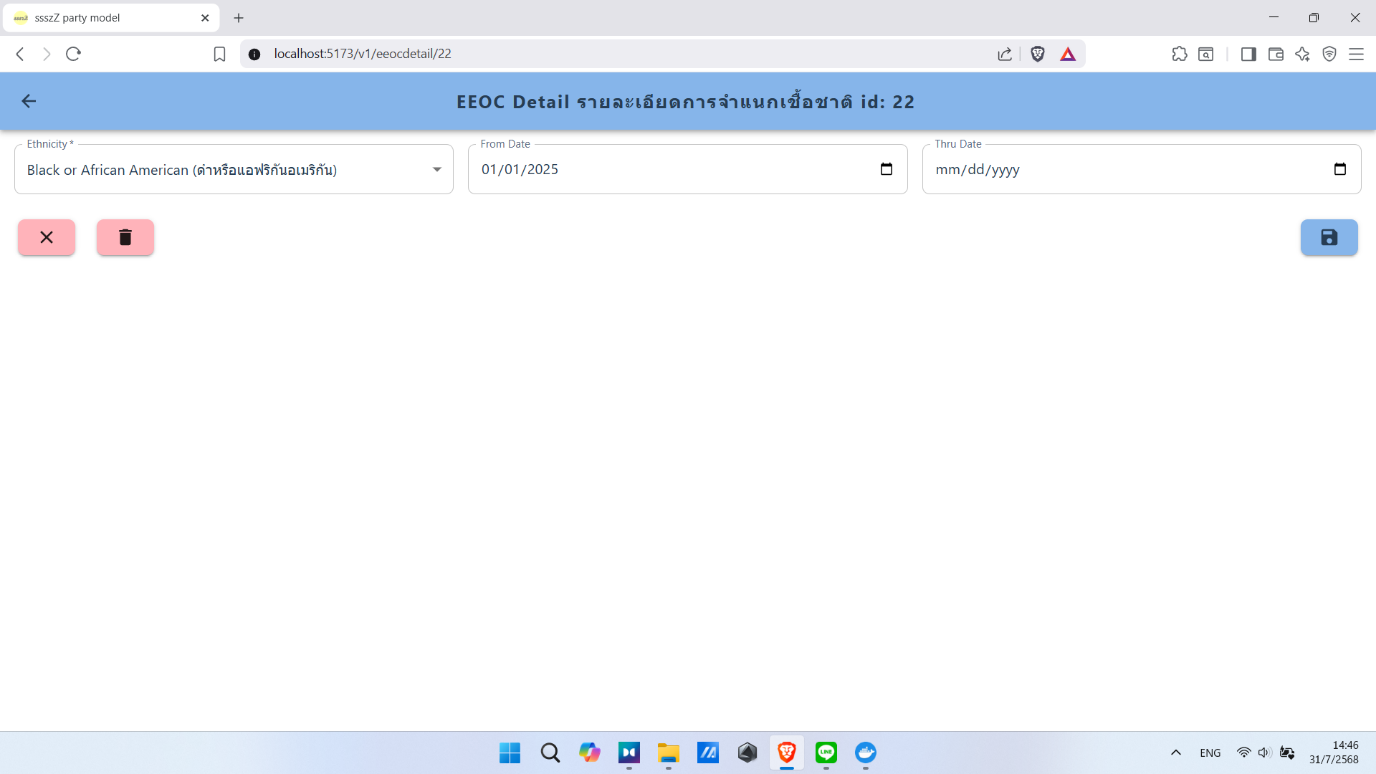 ssszZ party model
localhost:5173/v1/eeocdetail/22
EEOC Detail รายละเอียดการจำแนกเชื้อชาติ id: 22
Ethnicity *
Black or African American (ดำหรือแอฟริกันอเมริกัน)
From Date
01/01/2025
Thru Date
mm/dd/yyyy
ENG
14:46
31/7/2568